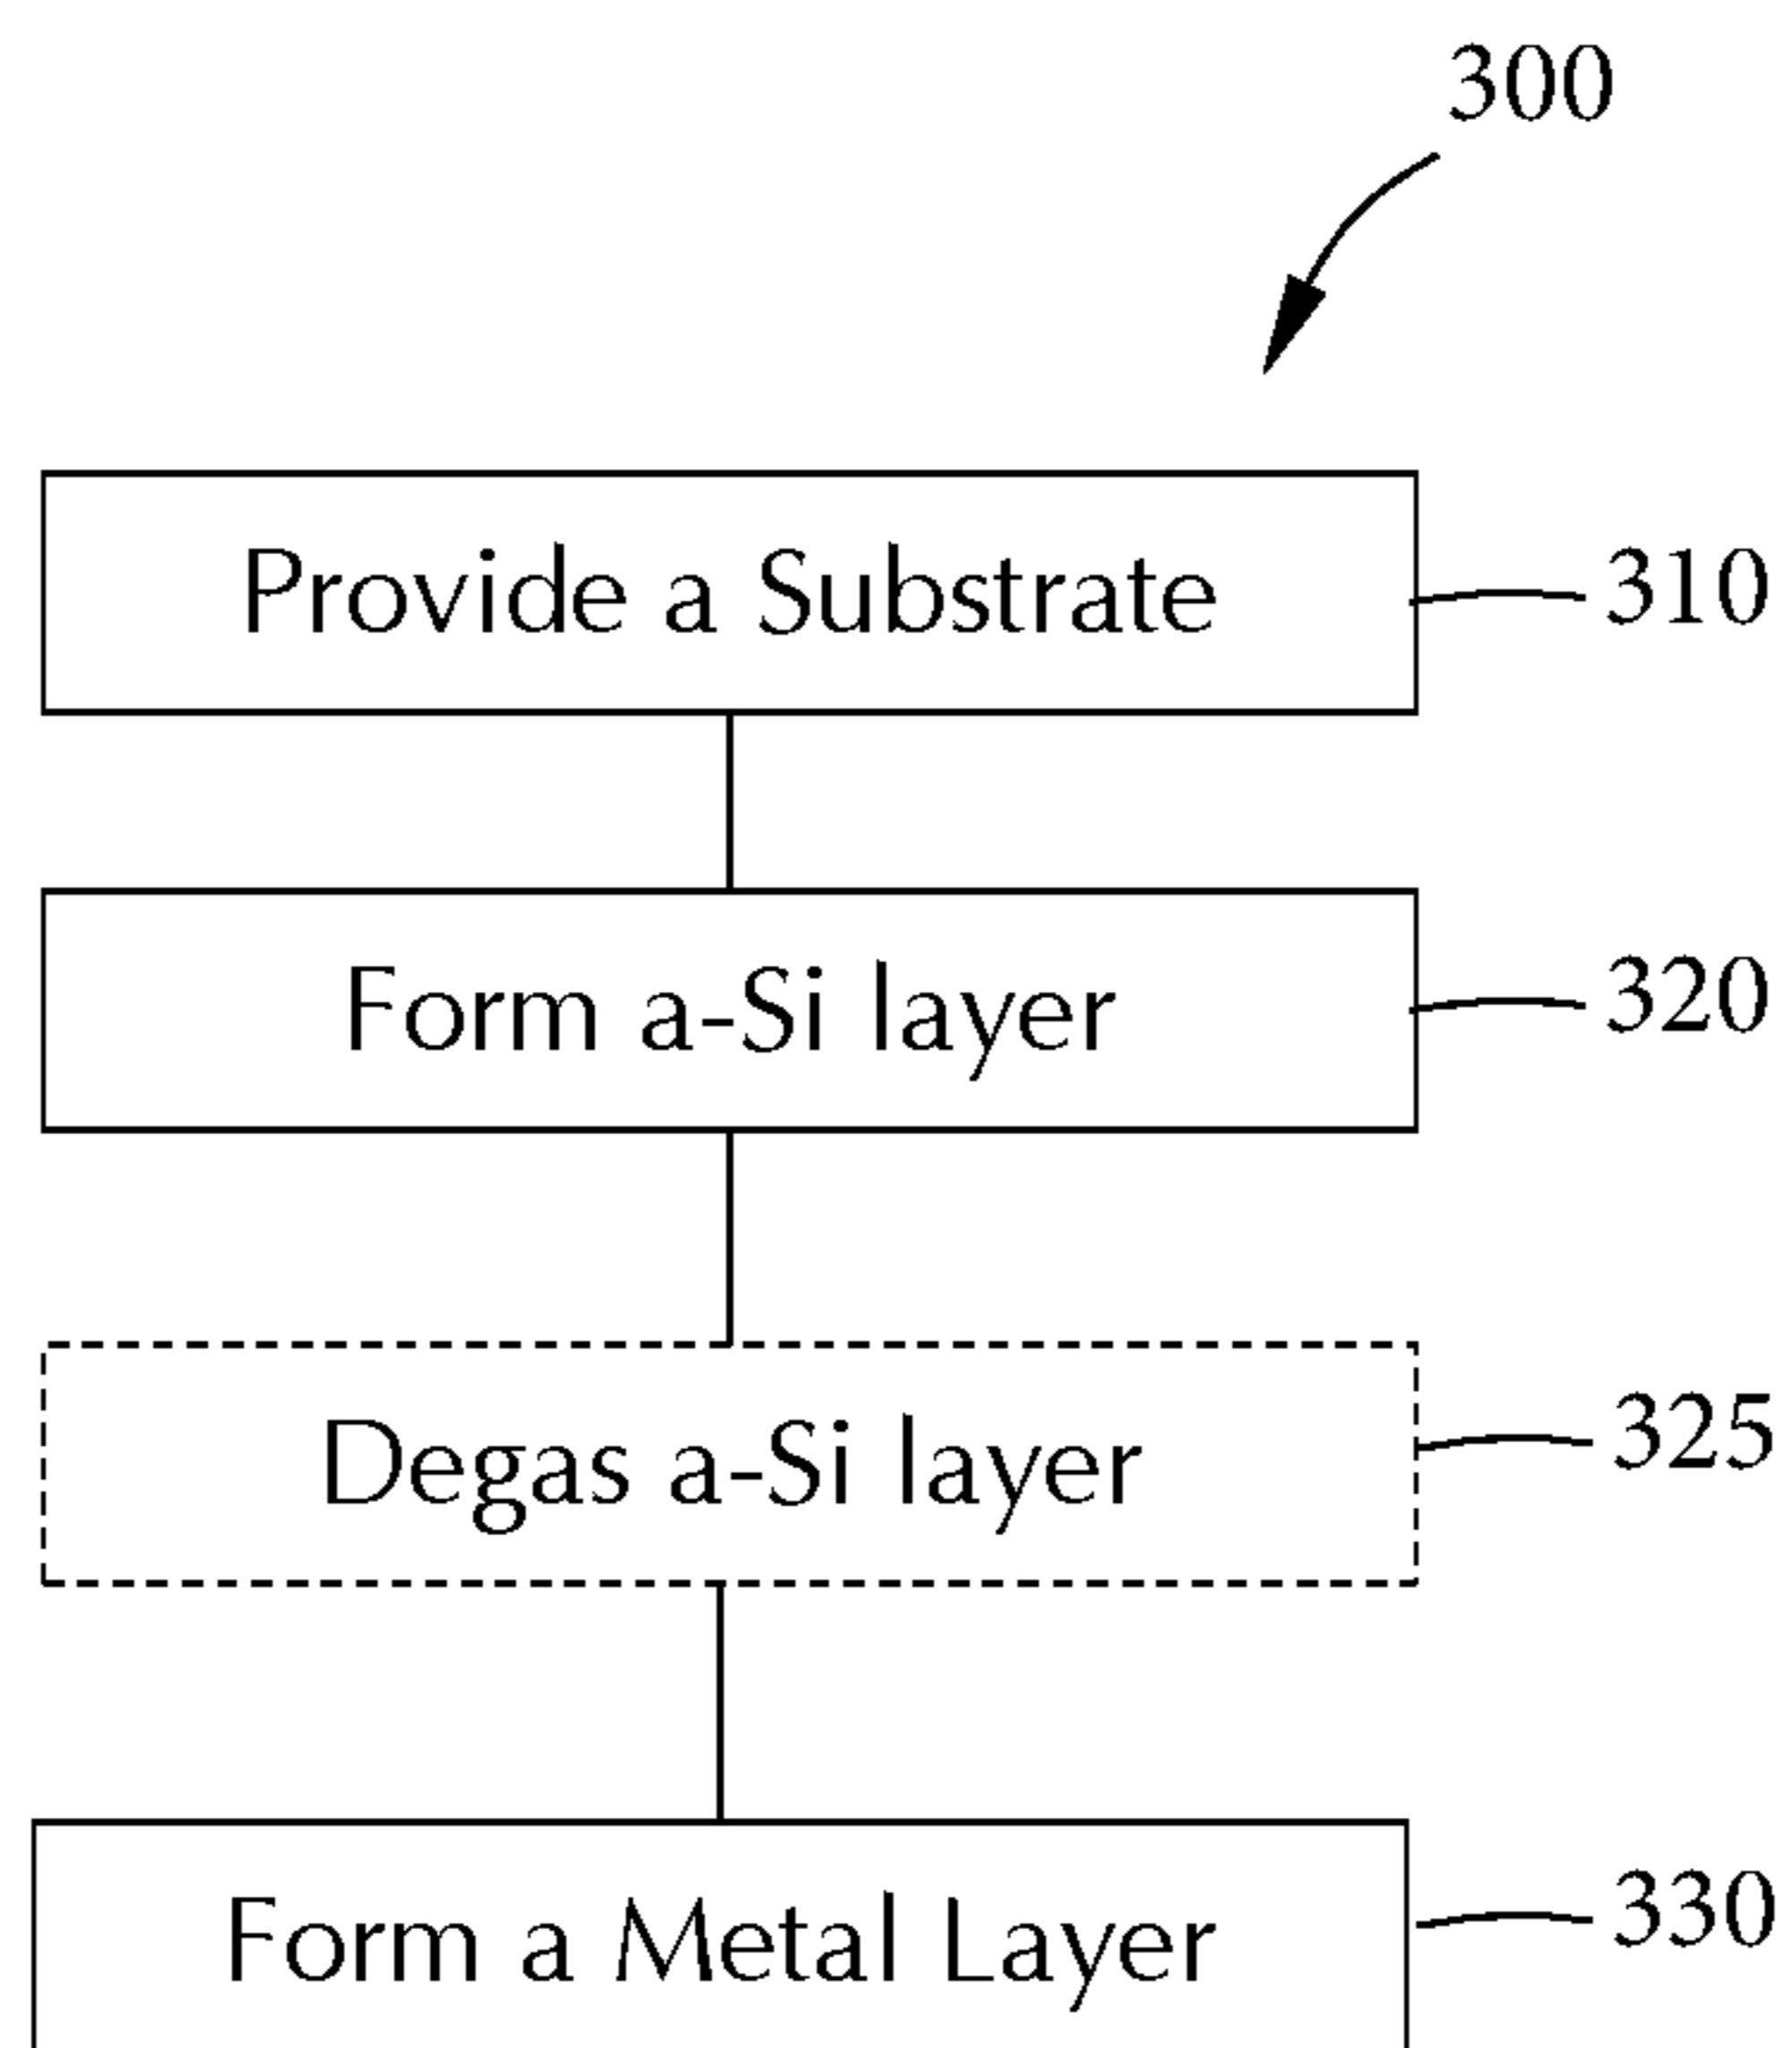 300
Provide a Substrate
310
Form a-Si layer
320
Degas a-Si layer
325
Form a Metal Layer
330